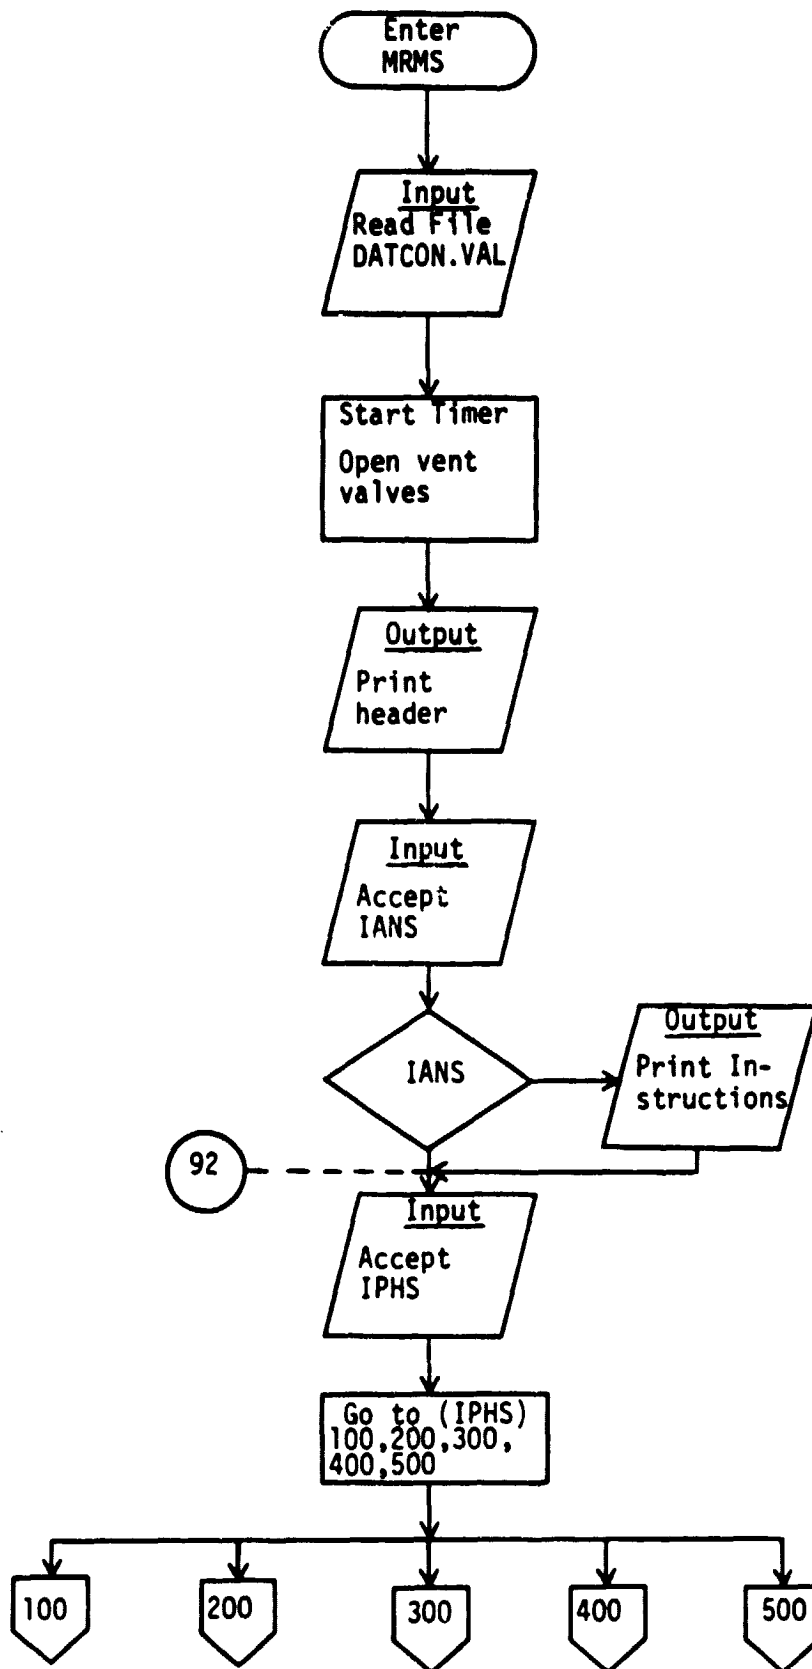 Enter
MRMS
Input
Read File
DATCON.VAL
Start Timer
Open vent
valves
Output
Print
header
Input
Accept
IANS
IANS
Output
Print In-
structions
92
Input
Accept
IPHS
Go to (IPHS)
100,200,300,
400,500
100
200
300
400
500